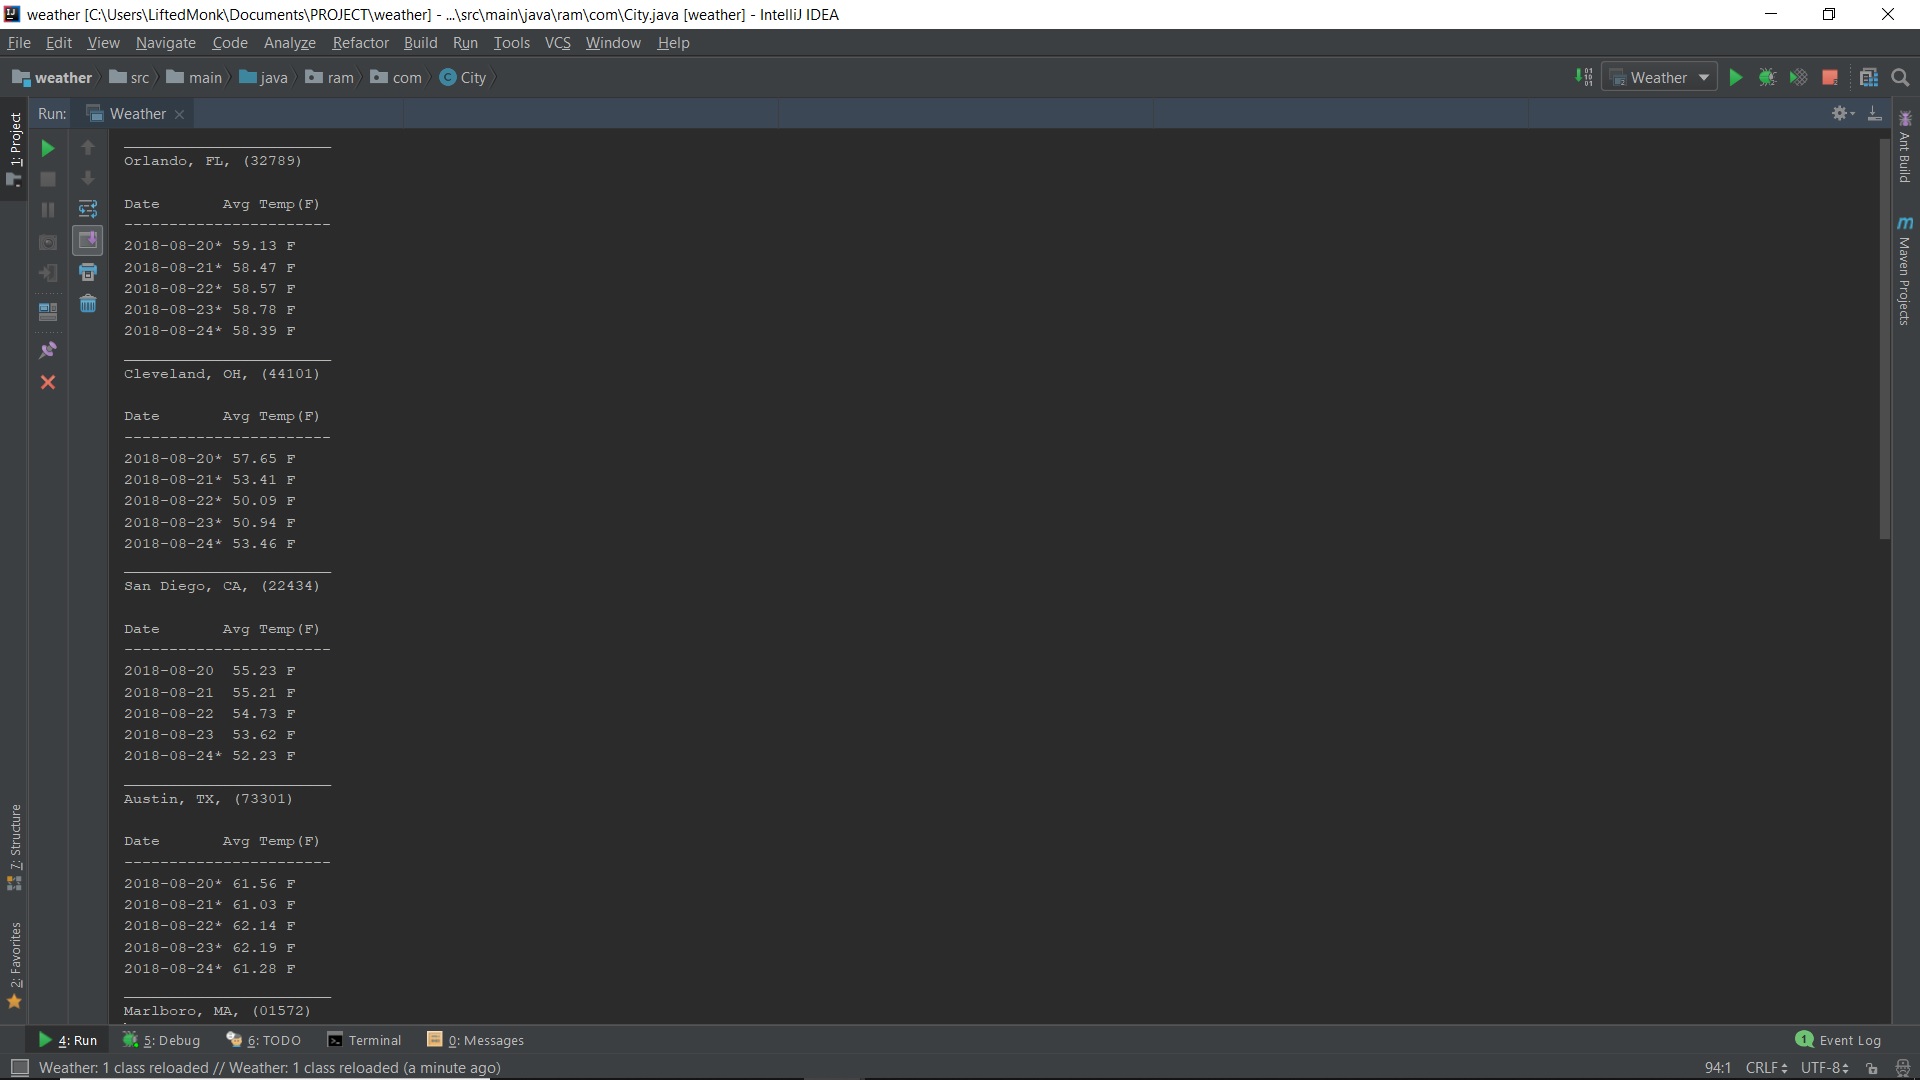 weather [C:\Users\LiftedMonk\Documents\PROJECT\weather] - ...\src\main\java\ram\com\City.java [weather] - IntelliJ IDEA
File Edit View Navigate Code Analyze Refactor Build Run Tools VCS Window Help
weather src main java ram com City
Weather
Run: Weather
1: Project
7: Structure
2: Favorites
Orlando, FL, (32789)
Date Avg Temp(F)
-----------------------
2018-08-20* 59.13 F
2018-08-21* 58.47 F
2018-08-22* 58.57 F
2018-08-23* 58.78 F
2018-08-24* 58.39 F
Cleveland, OH, (44101)
Date Avg Temp(F)
-----------------------
2018-08-20* 57.65 F
2018-08-21* 53.41 F
2018-08-22* 50.09 F
2018-08-23* 50.94 F
2018-08-24* 53.46 F
San Diego, CA, (22434)
Date Avg Temp(F)
-----------------------
2018-08-20 55.23 F
2018-08-21 55.21 F
2018-08-22 54.73 F
2018-08-23 53.62 F
2018-08-24* 52.23 F
Austin, TX, (73301)
Date Avg Temp(F)
-----------------------
2018-08-20* 61.56 F
2018-08-21* 61.03 F
2018-08-22* 62.14 F
2018-08-23* 62.19 F
2018-08-24* 61.28 F
Marlboro, MA, (01572)
Ant Build
m Maven Projects
4: Run 5: Debug 6: TODO Terminal 0: Messages
1 Event Log
Weather: 1 class reloaded // Weather: 1 class reloaded (a minute ago)
94:1 CRLF UTF-8